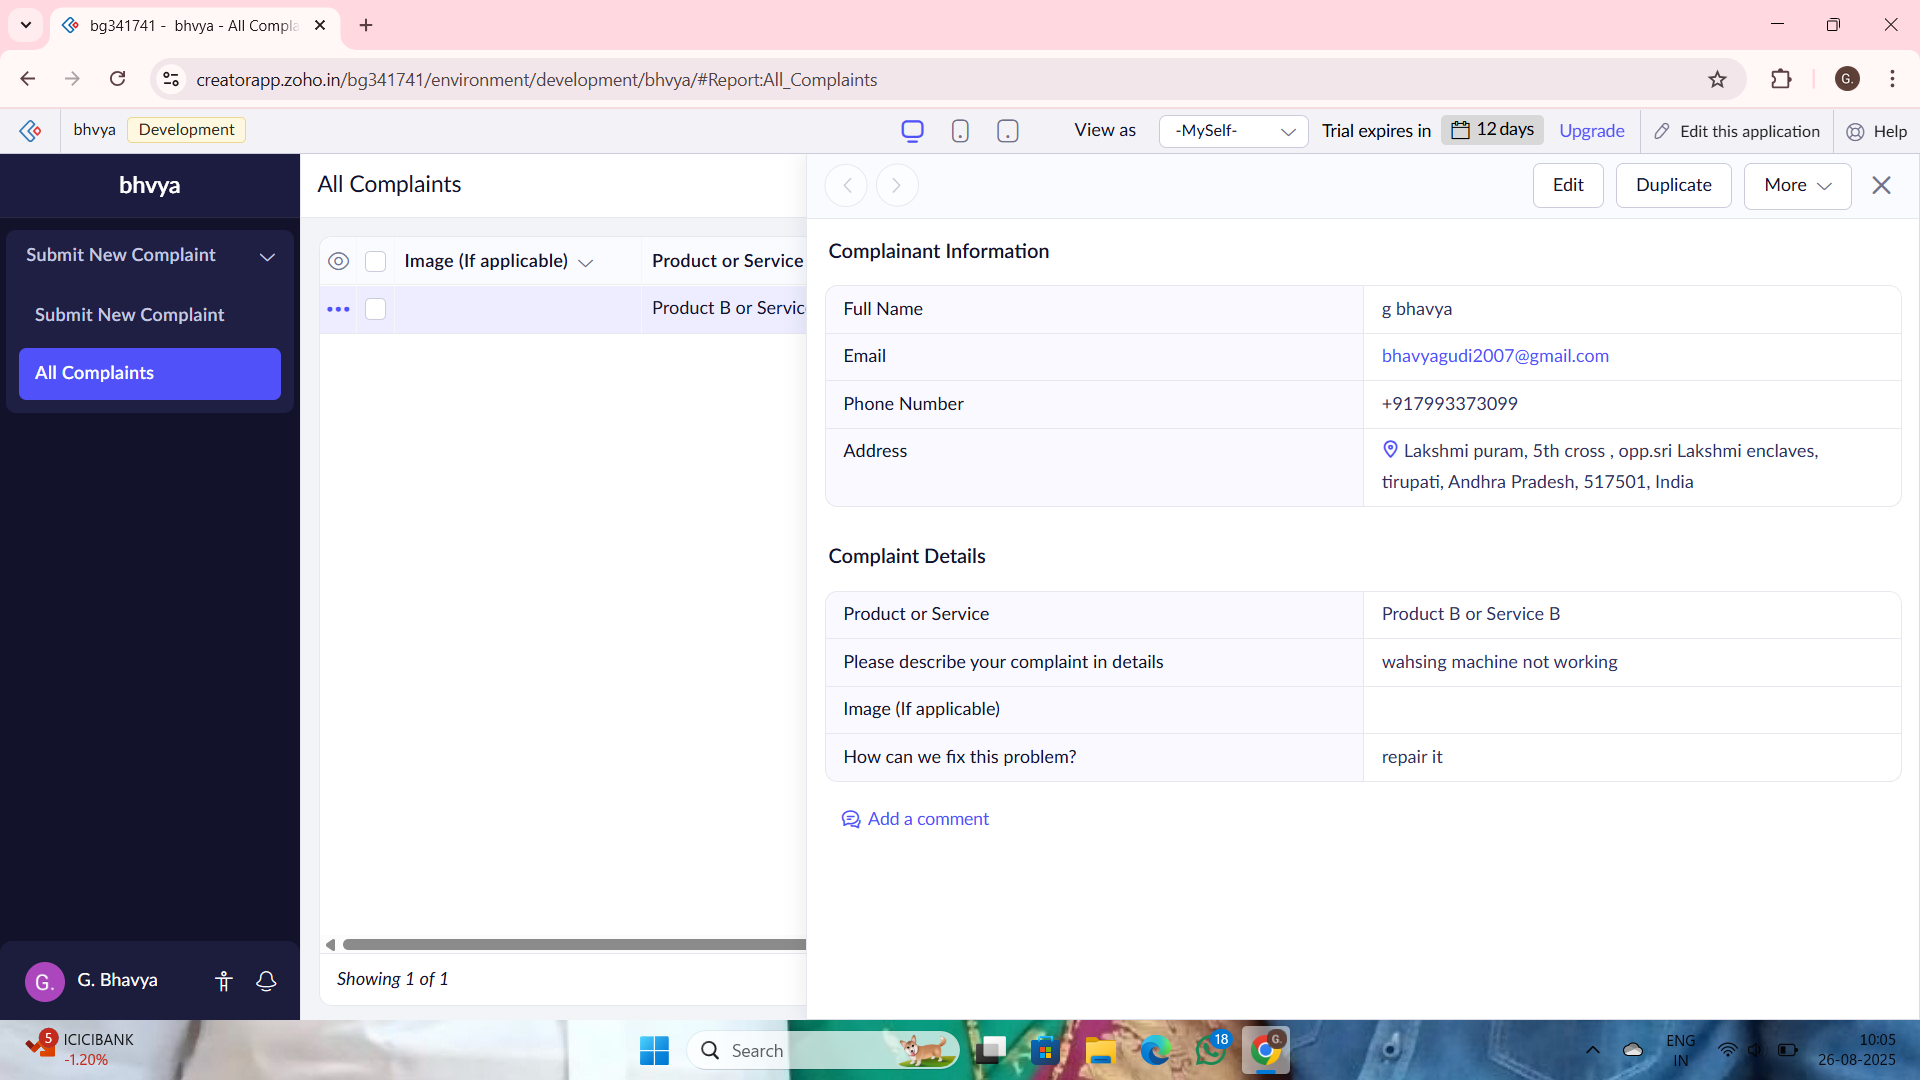 bg341741 - bhvya - All Compla
creatorapp.zoho.in/bg341741/environment/development/bhvya/#Report:All_Complaints
G.
bhvya
Development
View as
-MySelf-
Trial expires in
12 days
Upgrade
Edit this application
Help
bhvya
Submit New Complaint
Submit New Complaint
All Complaints
G.
G. Bhavya
All Complaints
Image (If applicable)
Product or Service
Product B or Servic
Showing 1 of 1
Edit
Duplicate
More
Complainant Information
Full Name
g bhavya
Email
bhavyagudi2007@gmail.com
Phone Number
+917993373099
Address
Lakshmi puram, 5th cross , opp.sri Lakshmi enclaves,
tirupati, Andhra Pradesh, 517501, India
Complaint Details
Product or Service
Product B or Service B
Please describe your complaint in details
wahsing machine not working
Image (If applicable)
How can we fix this problem?
repair it
Add a comment
5
ICICIBANK
-1.20%
Search
18
G.
ENG
IN
10:05
26-08-2025